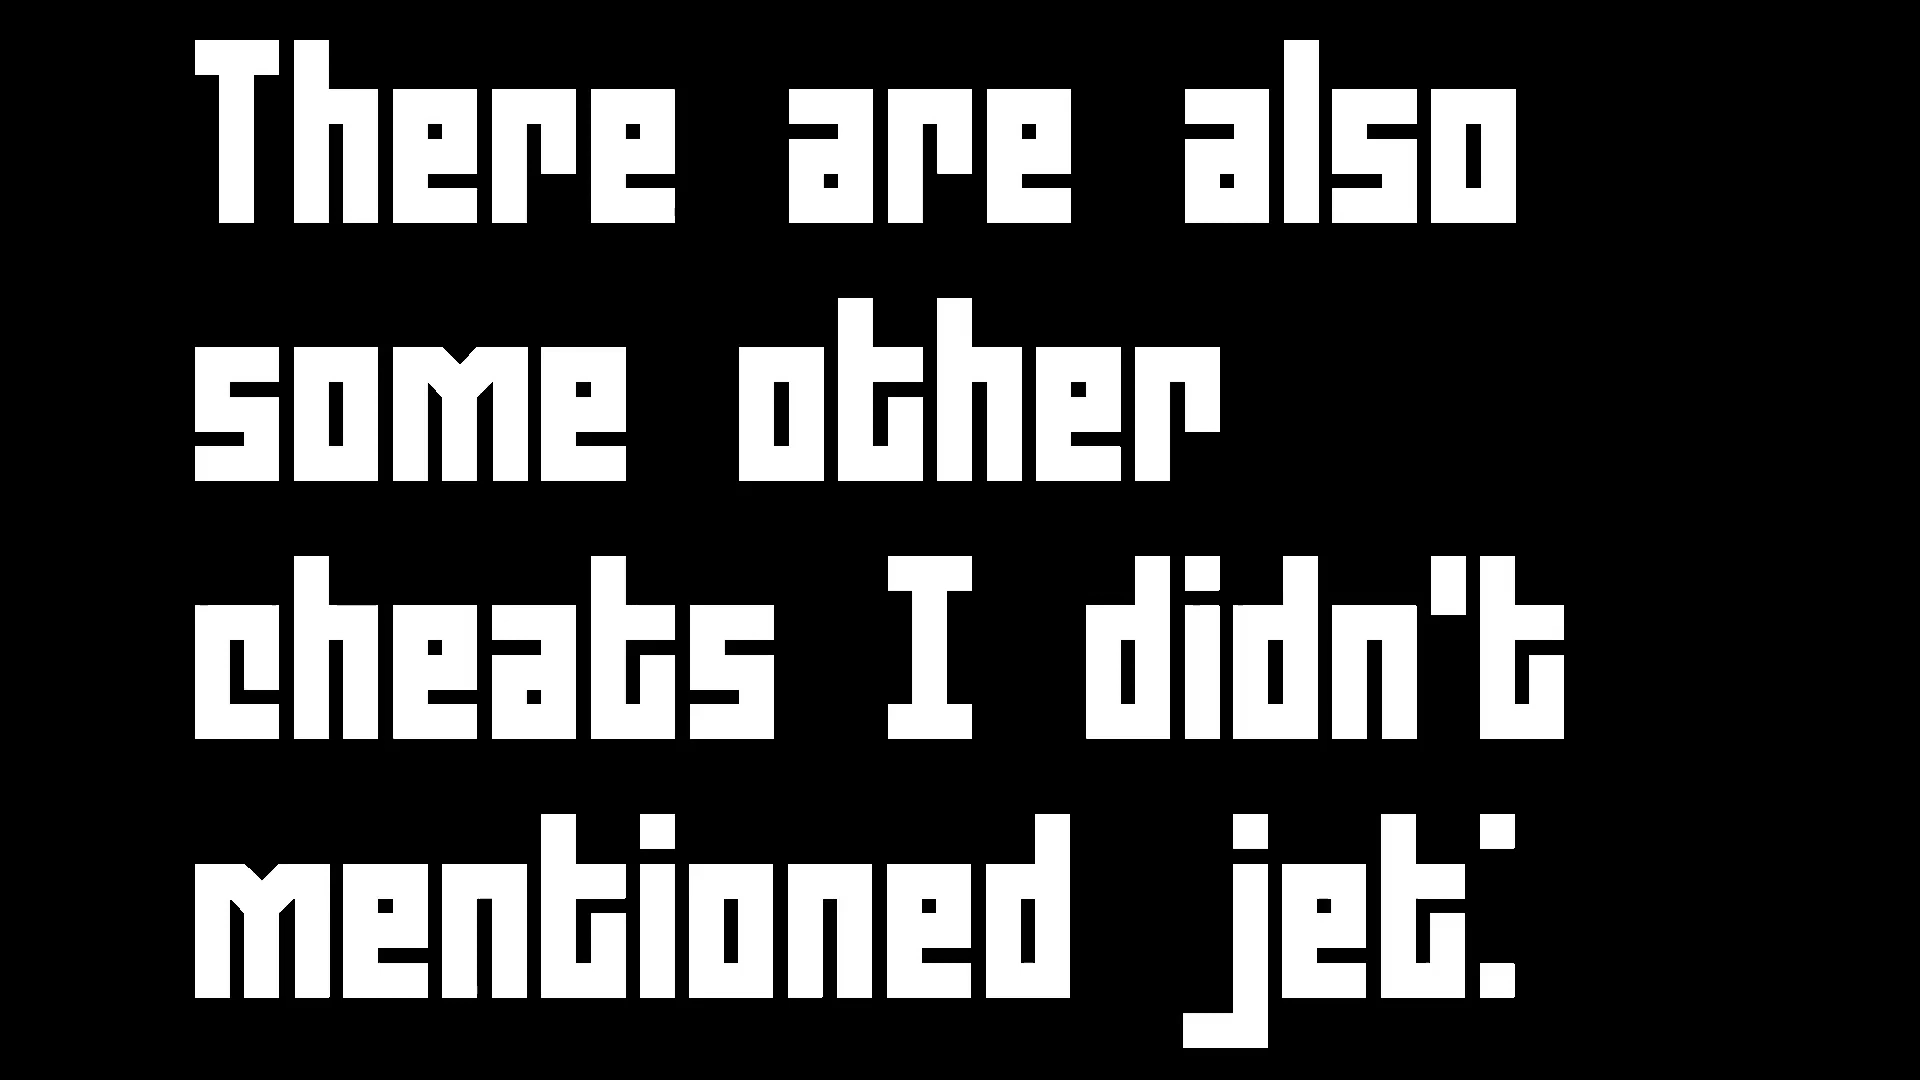 There are also
some other
cheats I didn't
mentioned jet: